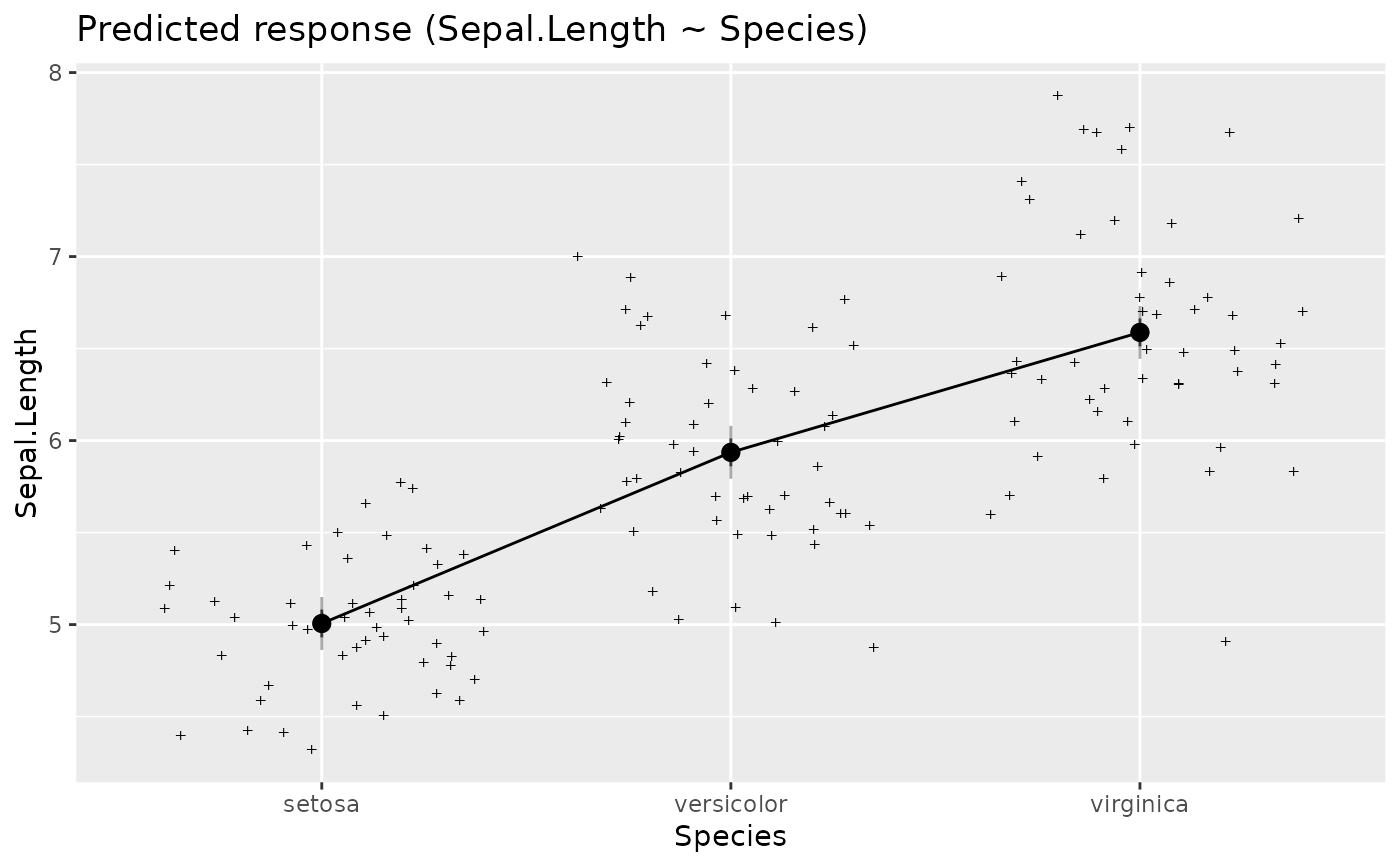 Predicted response (Sepal.Length ~ Species)
8
7
6
5
Sepal.Length
setosa versicolor virginica
Species